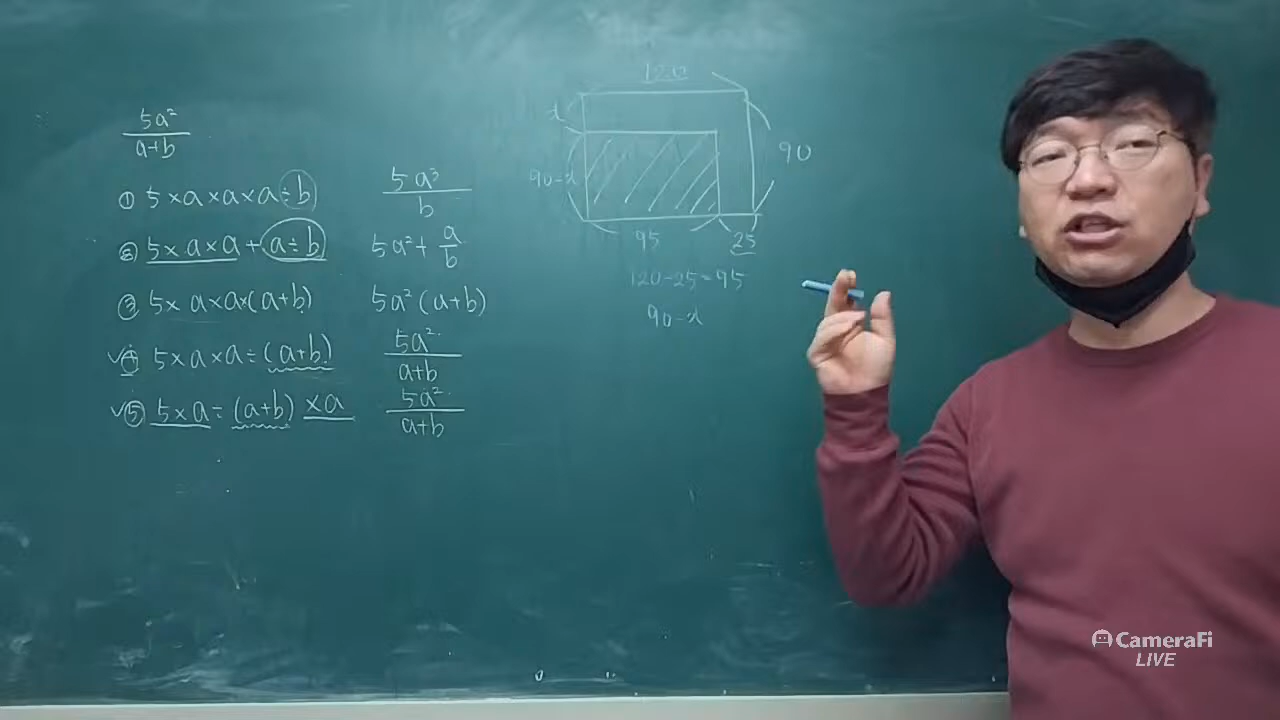 5a²
a+b
① 5×a×a×a÷b 5a³
b
② 5×a×a+a÷b 5a²+ a
b
③ 5×a×a×(a+b) 5a²(a+b)
④ 5×a×a÷(a+b) 5a²
a+b
⑤ 5×a÷(a+b)×a 5a²
a+b
120
x
90
90-x
95 25
120-25=95
90-x
CameraFi
LIVE